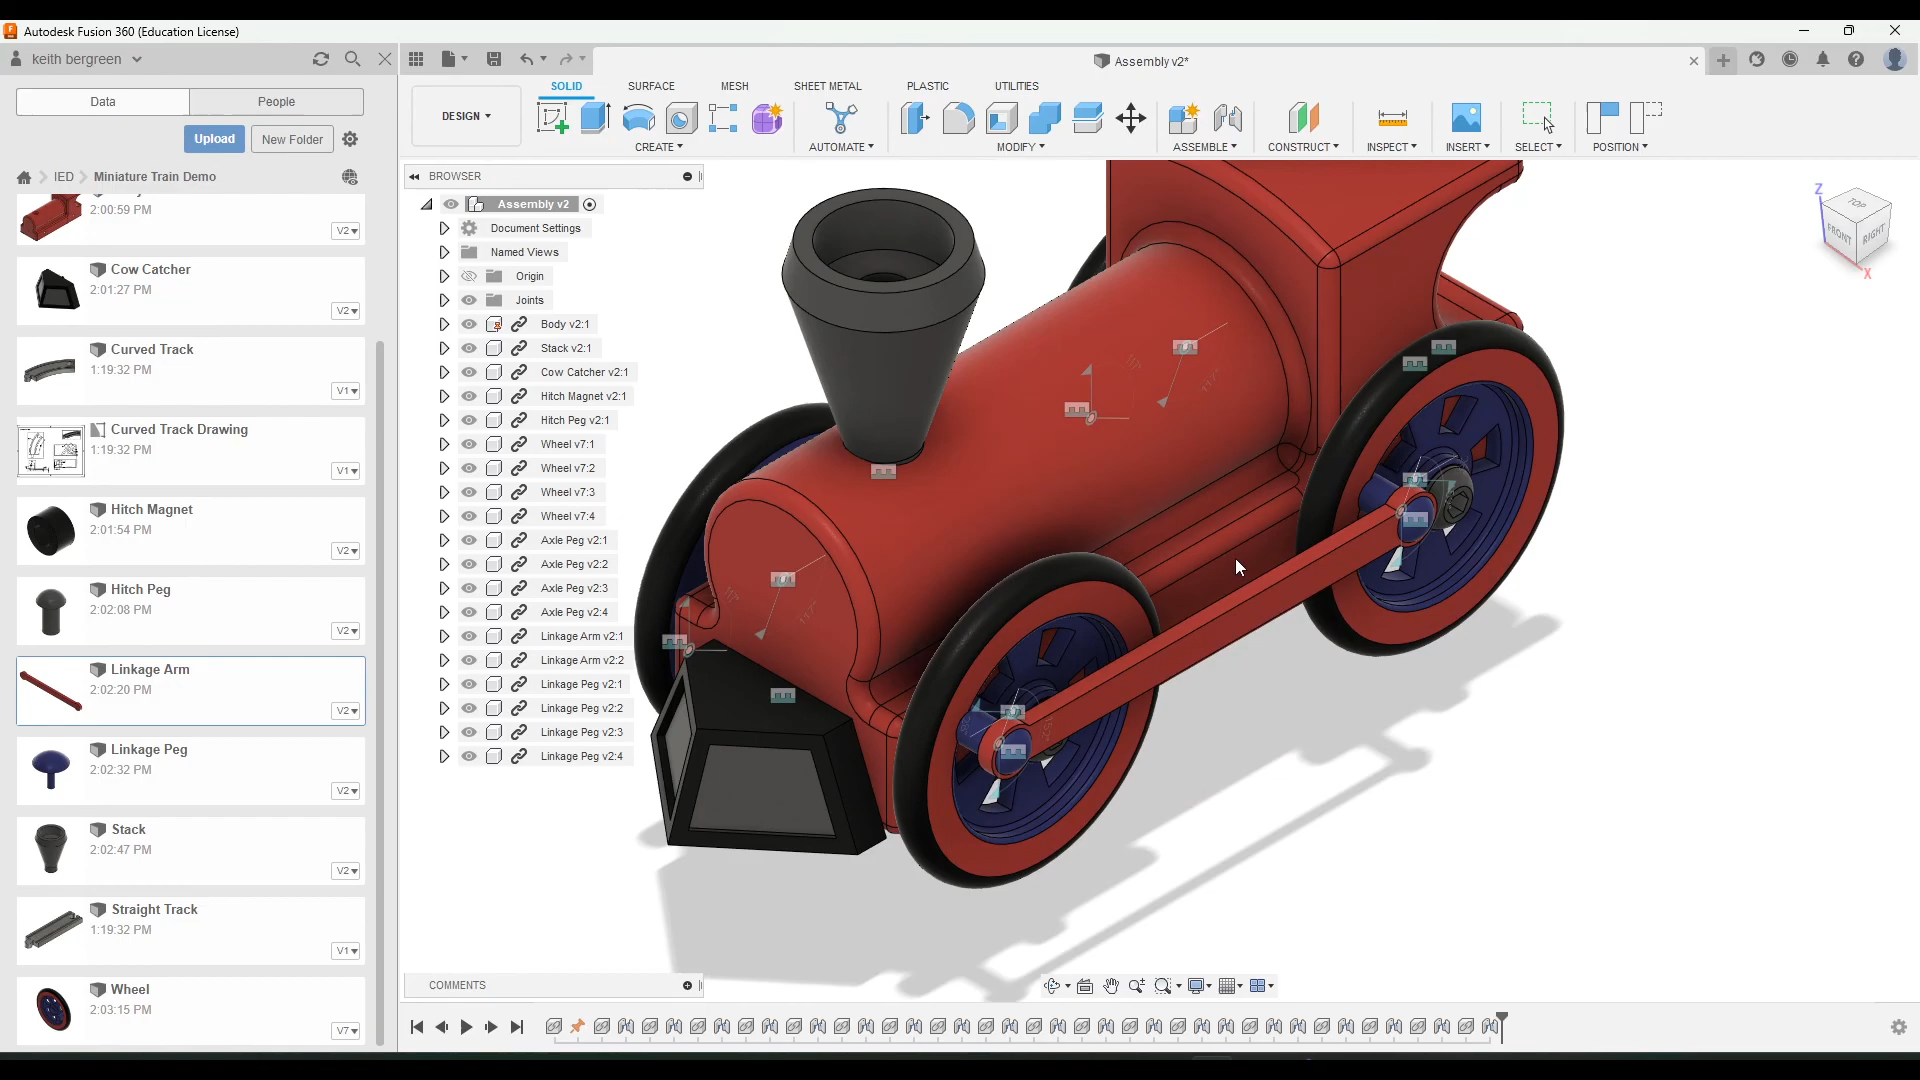 Autodesk Fusion 360 (Education License)
keith bergreen
Assembly v2*
Data
People
SOLID
SURFACE
MESH
SHEET METAL
PLASTIC
UTILITIES
DESIGN
CREATE
AUTOMATE
MODIFY
ASSEMBLE
CONSTRUCT
INSPECT
INSERT
SELECT
POSITION
Upload
New Folder
IED
Miniature Train Demo
2:00:59 PM
V2
Cow Catcher
2:01:27 PM
V2
Curved Track
1:19:32 PM
V1
Curved Track Drawing
1:19:32 PM
V1
Hitch Magnet
2:01:54 PM
V2
Hitch Peg
2:02:08 PM
V2
Linkage Arm
2:02:20 PM
V2
Linkage Peg
2:02:32 PM
V2
Stack
2:02:47 PM
V2
Straight Track
1:19:32 PM
V1
Wheel
2:03:15 PM
V7
BROWSER
Assembly v2
Document Settings
Named Views
Origin
Joints
Body v2:1
Stack v2:1
Cow Catcher v2:1
Hitch Magnet v2:1
Hitch Peg v2:1
Wheel v7:1
Wheel v7:2
Wheel v7:3
Wheel v7:4
Axle Peg v2:1
Axle Peg v2:2
Axle Peg v2:3
Axle Peg v2:4
Linkage Arm v2:1
Linkage Arm v2:2
Linkage Peg v2:1
Linkage Peg v2:2
Linkage Peg v2:3
Linkage Peg v2:4
Z
TOP
FRONT
RIGHT
X
COMMENTS